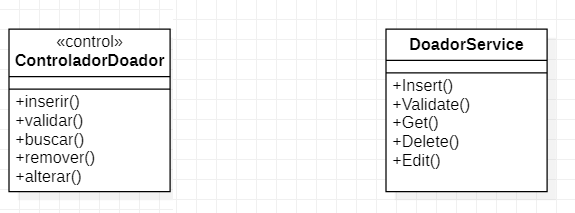 «control»
ControladorDoador
+inserir()
+validar()
+buscar()
+remover()
+alterar()
DoadorService
+Insert()
+Validate()
+Get()
+Delete()
+Edit()